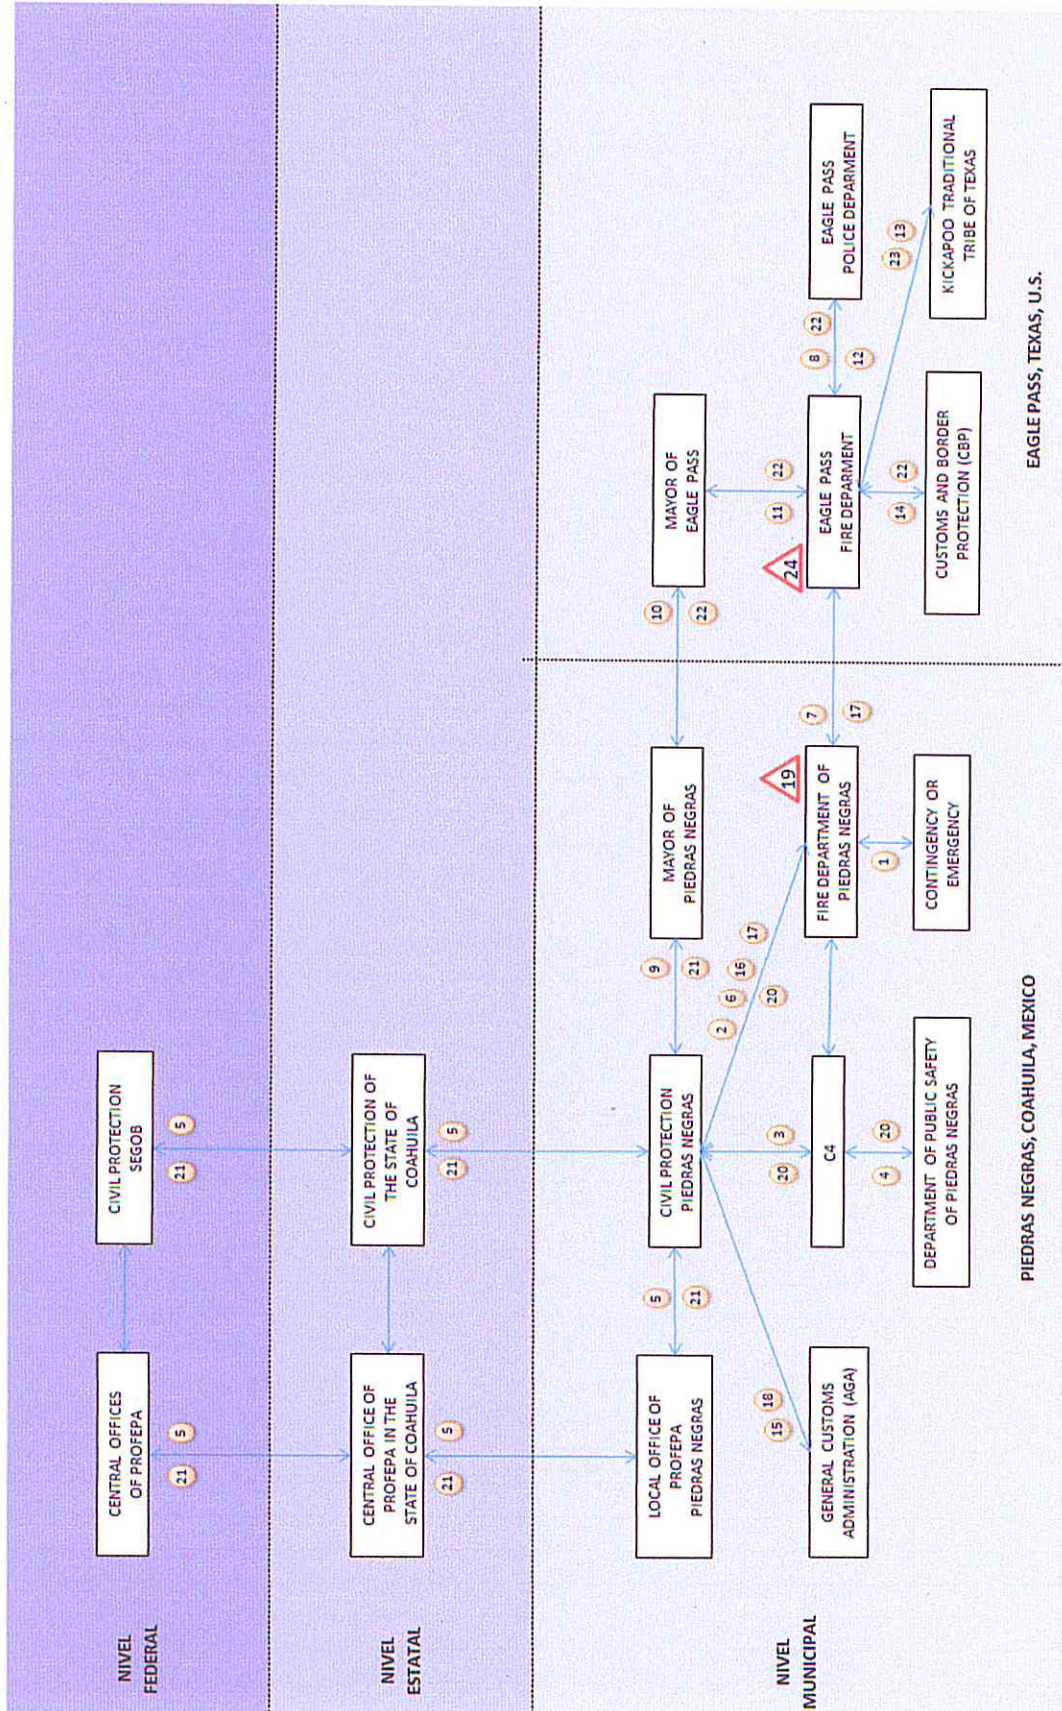 NIVEL
FEDERAL
CENTRAL OFFICES
OF PROFEPA
CIVIL PROTECTION
SEGOB
21
5
21
5
NIVEL
ESTATAL
CENTRAL OFFICE OF
PROFEPA IN THE
STATE OF COAHUILA
CIVIL PROTECTION OF
THE STATE OF
COAHUILA
21
5
21
5
NIVEL
MUNICIPAL
LOCAL OFFICE OF
PROFEPA
PIEDRAS NEGRAS
5
21
CIVIL PROTECTION
PIEDRAS NEGRAS
9
21
MAYOR OF
PIEDRAS NEGRAS
10
22
MAYOR OF
EAGLE PASS
15
18
20
3
2
6
16
17
20
19
11
22
24
GENERAL CUSTOMS
ADMINISTRATION (AGA)
C4
FIRE DEPARTMENT OF
PIEDRAS NEGRAS
7
17
EAGLE PASS
FIRE DEPARMENT
8
22
12
EAGLE PASS
POLICE DEPARMENT
4
20
1
14
22
23
13
DEPARTMENT OF PUBLIC SAFETY
OF PIEDRAS NEGRAS
CONTINGENCY OR
EMERGENCY
CUSTOMS AND BORDER
PROTECTION (CBP)
KICKAPOO TRADITIONAL
TRIBE OF TEXAS
PIEDRAS NEGRAS, COAHUILA, MEXICO
EAGLE PASS, TEXAS, U.S.